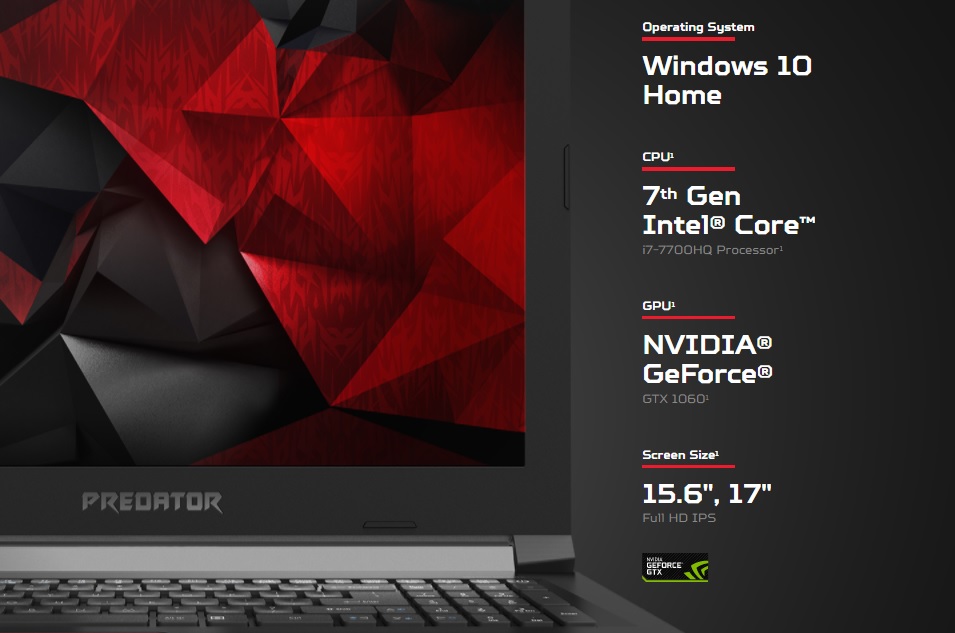 Operating System
Windows 10
Home
CPU¹
7th Gen
Intel® Core™
i7-7700HQ Processor¹
GPU¹
NVIDIA®
GeForce®
GTX 1060¹
Screen Size¹
15.6", 17"
Full HD IPS
PREDATOR
NVIDIA
GEFORCE
GTX